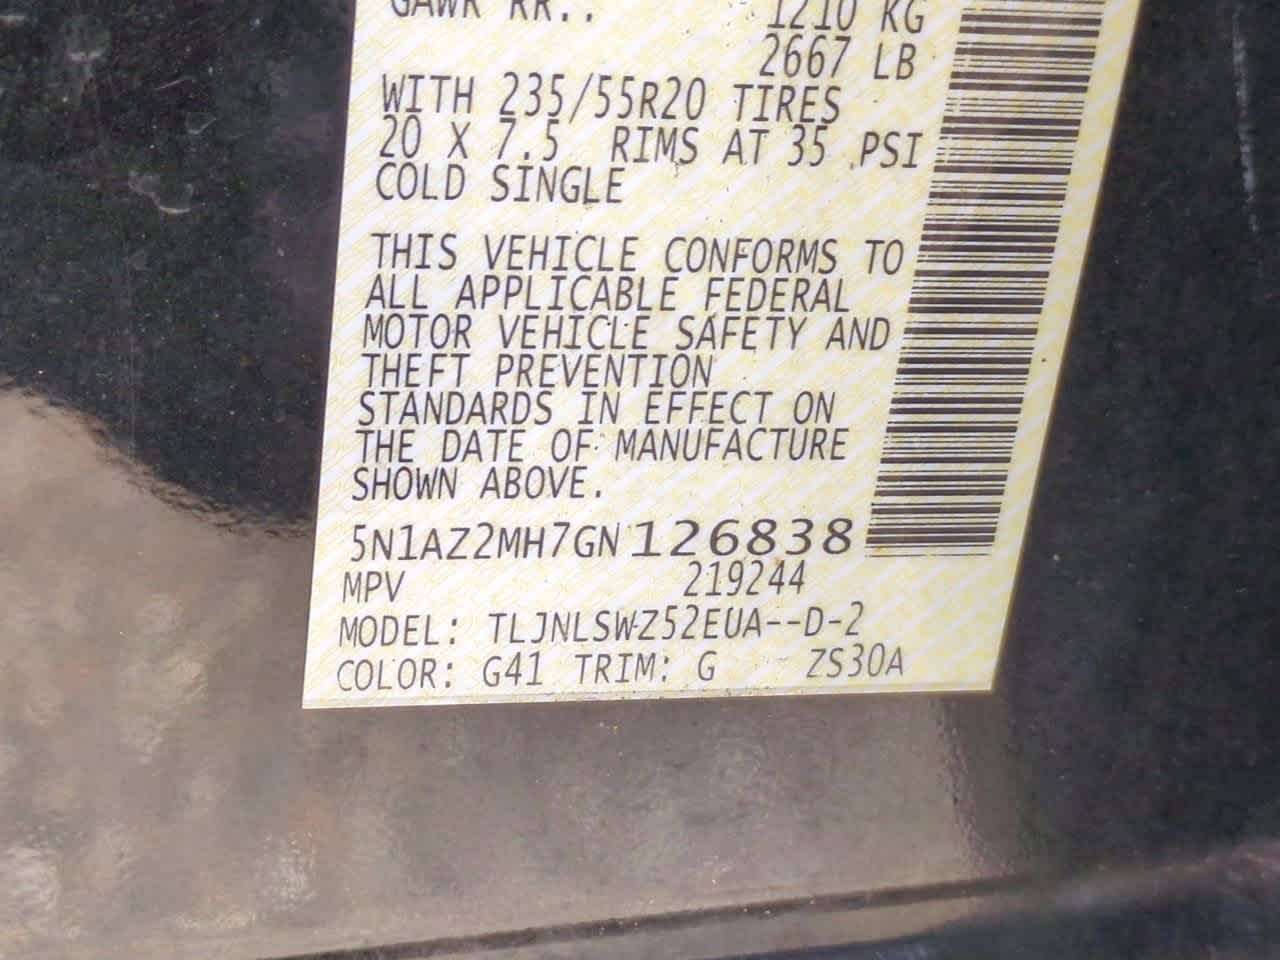 GAWR RR.. 1210 KG
2667 LB
WITH 235/55R20 TIRES
20 X 7.5 RIMS AT 35 PSI
COLD SINGLE
THIS VEHICLE CONFORMS TO
ALL APPLICABLE FEDERAL
MOTOR VEHICLE SAFETY AND
THEFT PREVENTION
STANDARDS IN EFFECT ON
THE DATE OF MANUFACTURE
SHOWN ABOVE.
5N1AZ2MH7GN126838
MPV 219244
MODEL: TLJNLSWZ52EUA--D-2
COLOR: G41 TRIM: G ZS30A